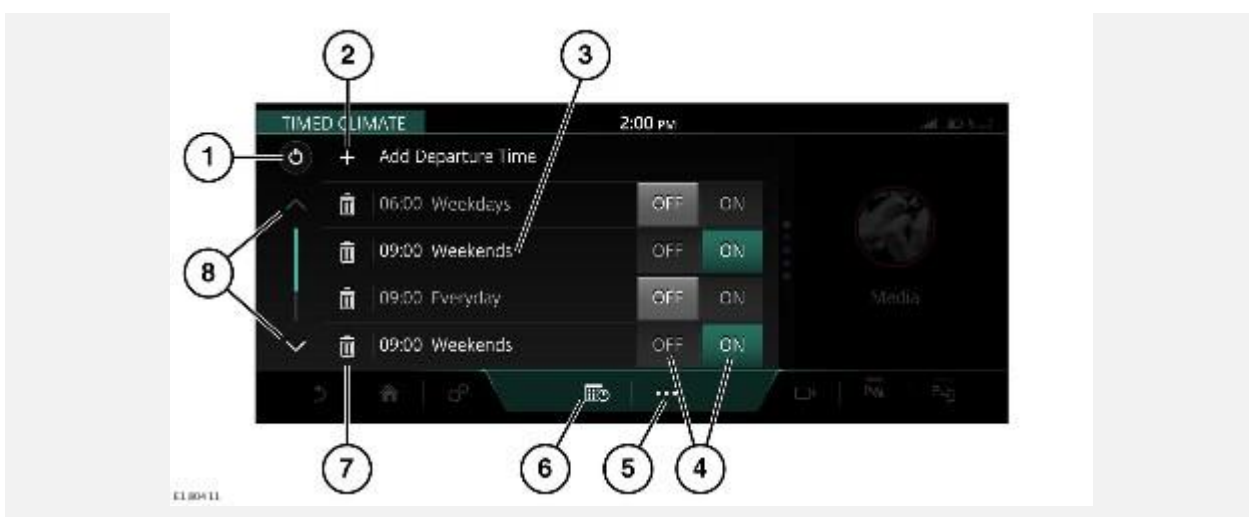 2
3
TIMED CLIMATE 2:00 PM
1
+ Add Departure Time
06:00 Weekdays OFF ON
8
09:00 Weekends OFF ON
09:00 Everyday OFF ON
Media
09:00 Weekends OFF ON
7
6
5
4
E180411